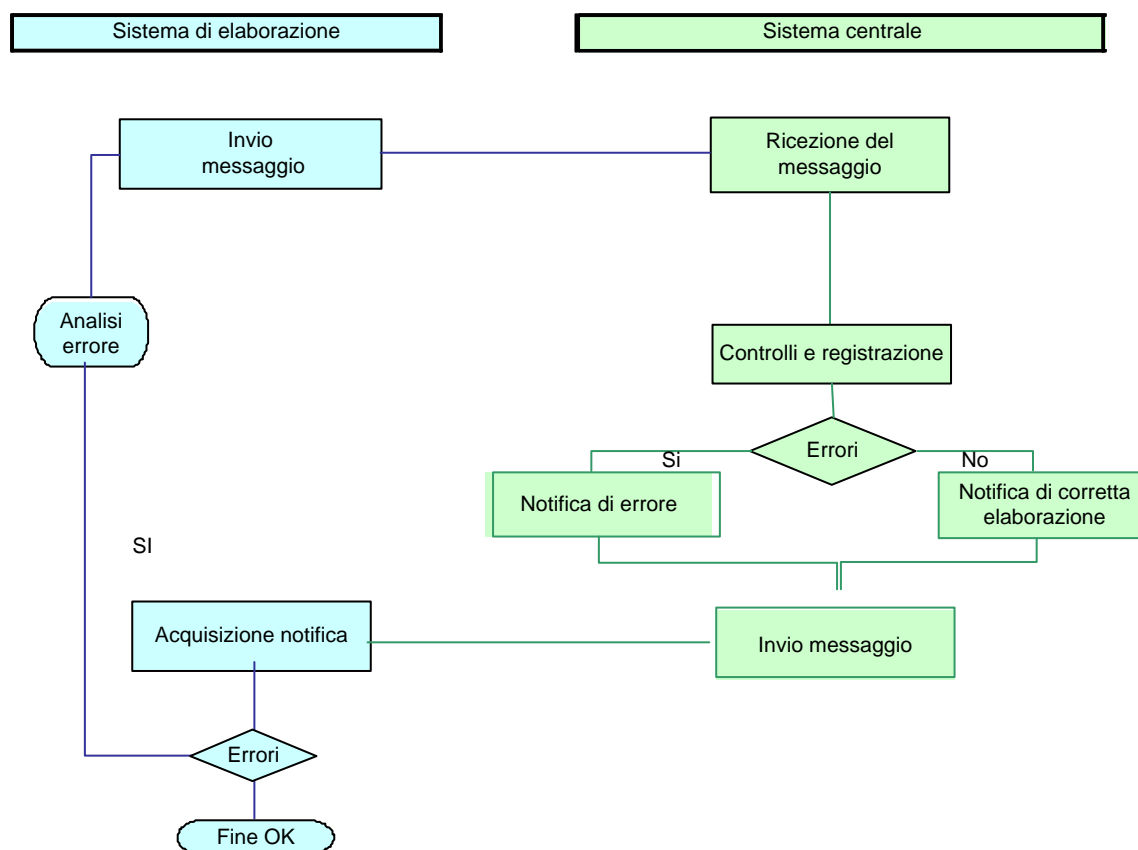 Sistema di elaborazione
Sistema centrale
Invio
messaggio
Ricezione del
messaggio
Analisi
errore
Controlli e registrazione
Errori
Si
No
Notifica di errore
Notifica di corretta
elaborazione
SI
Acquisizione notifica
Invio messaggio
Errori
Fine OK